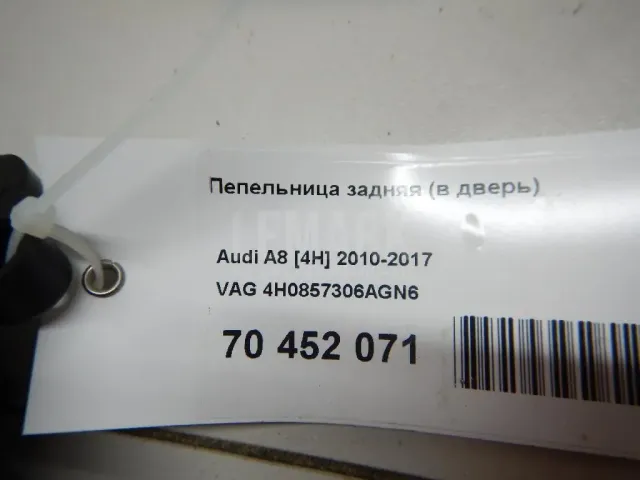 Пепельница задняя (в дверь)
Audi A8 [4H] 2010-2017
VAG 4H0857306AGN6
70 452 071